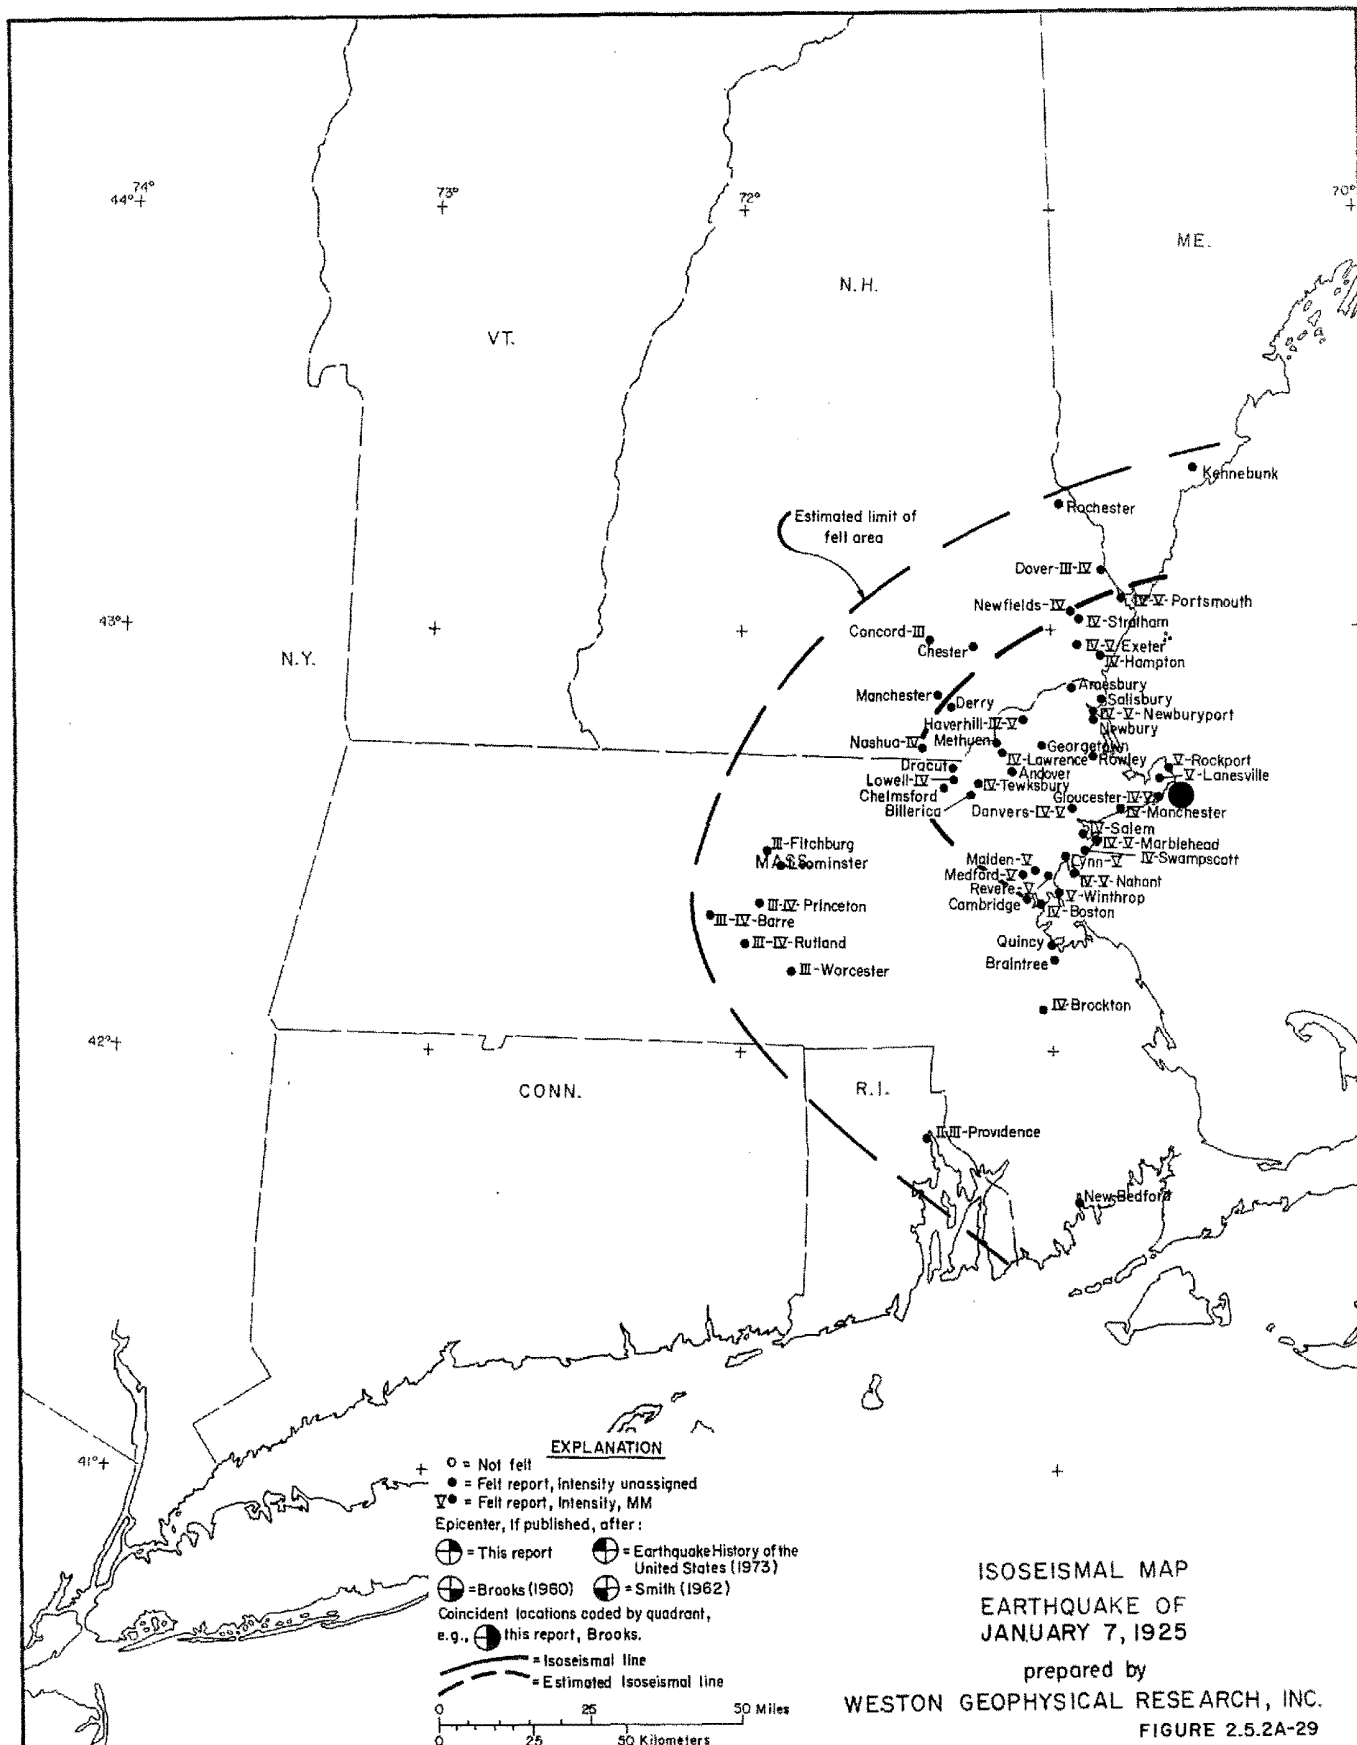 74°
44°
73°
72°
70°
ME.
N.H.
VT.
Kennebunk
Rochester
Estimated limit of
felt area
Dover-III-IV
IV-V-Portsmouth
Newfields-IV
IV-Stratham
43°
Concord-III
Chester
IV-V-Exeter
IV-Hampton
N.Y.
Amesbury
Manchester
Derry
Salisbury
IV-V-Newburyport
Haverhill-IV-V
Newbury
Nashua-IV
Methuen
Georgetown
IV-Lawrence
Rowley
V-Rockport
Dracut
Andover
V-Lanesville
Lowell-IV
IV-Tewksbury
Chelmsford
Gloucester-IV-V
Billerica
Danvers-IV-V
IV-Manchester
IV-Salem
III-Fitchburg
IV-V-Marblehead
MASS.
Leominster
Malden-V
Lynn-V
IV-Swampscott
Medford-V
IV-V-Nahant
Revere-V
V-Winthrop
III-IV-Princeton
Cambridge
IV-Boston
III-IV-Barre
III-IV-Rutland
Quincy
Braintree
III-Worcester
IV-Brockton
42°
CONN.
R.I.
II-III-Providence
New Bedford
41°
EXPLANATION
O = Not felt
● = Felt report, intensity unassigned
V● = Felt report, Intensity, MM
Epicenter, if published, after:
= This report
= Earthquake History of the
United States (1973)
= Brooks (1960)
= Smith (1962)
Coincident locations coded by quadrant,
e.g., this report, Brooks.
= Isoseismal line
= Estimated Isoseismal line
0 25 50 Miles
0 25 50 Kilometers
ISOSEISMAL MAP
EARTHQUAKE OF
JANUARY 7, 1925
prepared by
WESTON GEOPHYSICAL RESEARCH, INC.
FIGURE 2.5.2A-29